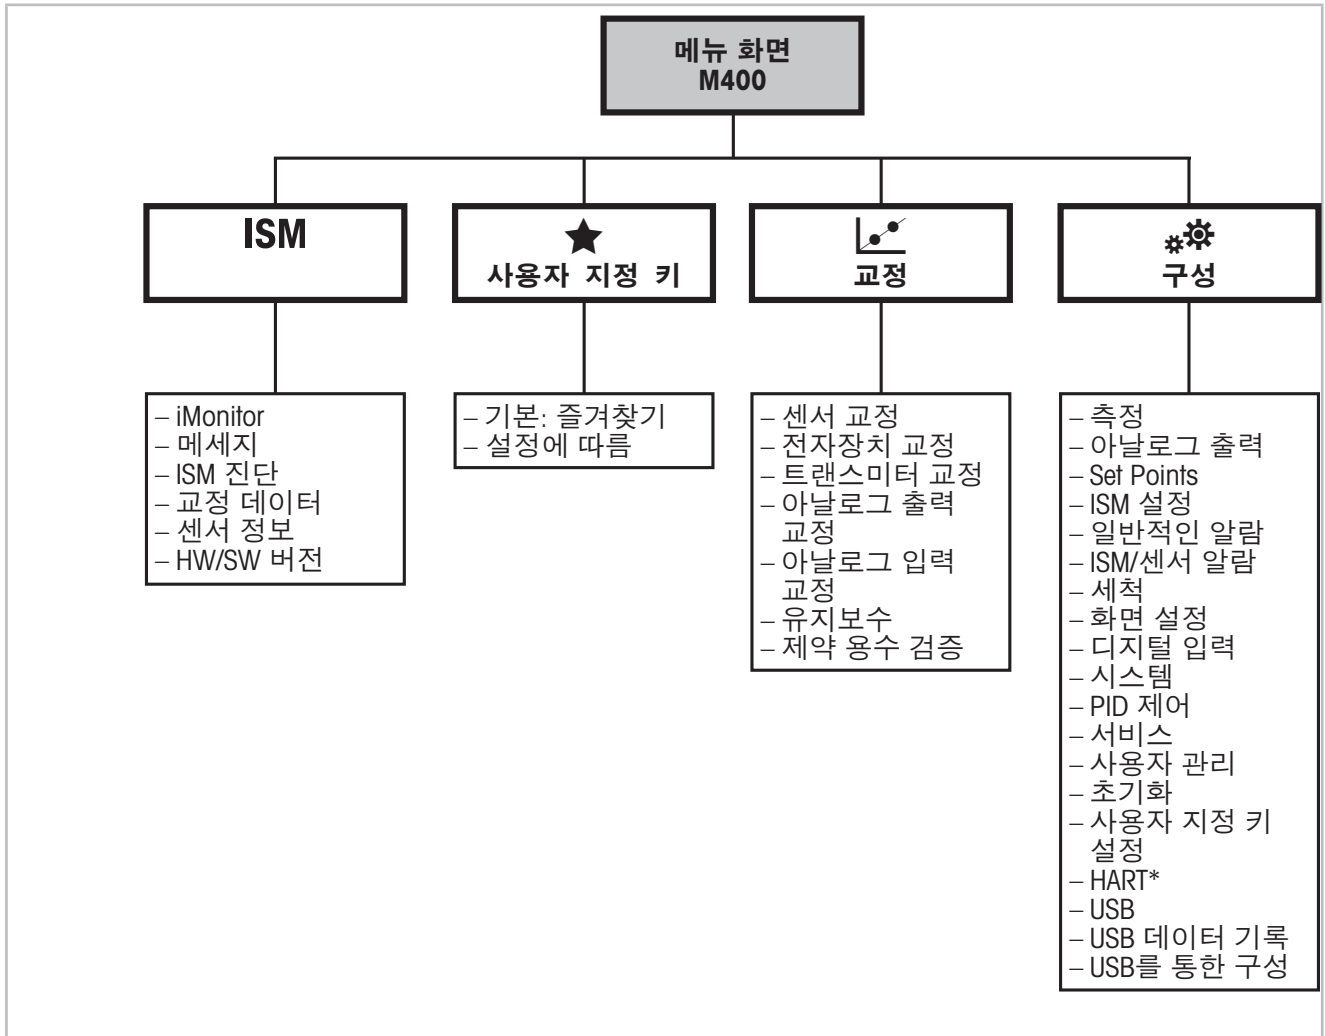 메뉴 화면
M400
ISM
사용자 지정 키
교정
구성
– iMonitor
– 메세지
– ISM 진단
– 교정 데이터
– 센서 정보
– HW/SW 버전
– 기본: 즐겨찾기
– 설정에 따름
– 센서 교정
– 전자장치 교정
– 트랜스미터 교정
– 아날로그 출력
교정
– 아날로그 입력
교정
– 유지보수
– 제약 용수 검증
– 측정
– 아날로그 출력
– Set Points
– ISM 설정
– 일반적인 알람
– ISM/센서 알람
– 세척
– 화면 설정
– 디지털 입력
– 시스템
– PID 제어
– 서비스
– 사용자 관리
– 초기화
– 사용자 지정 키
설정
– HART*
– USB
– USB 데이터 기록
– USB를 통한 구성